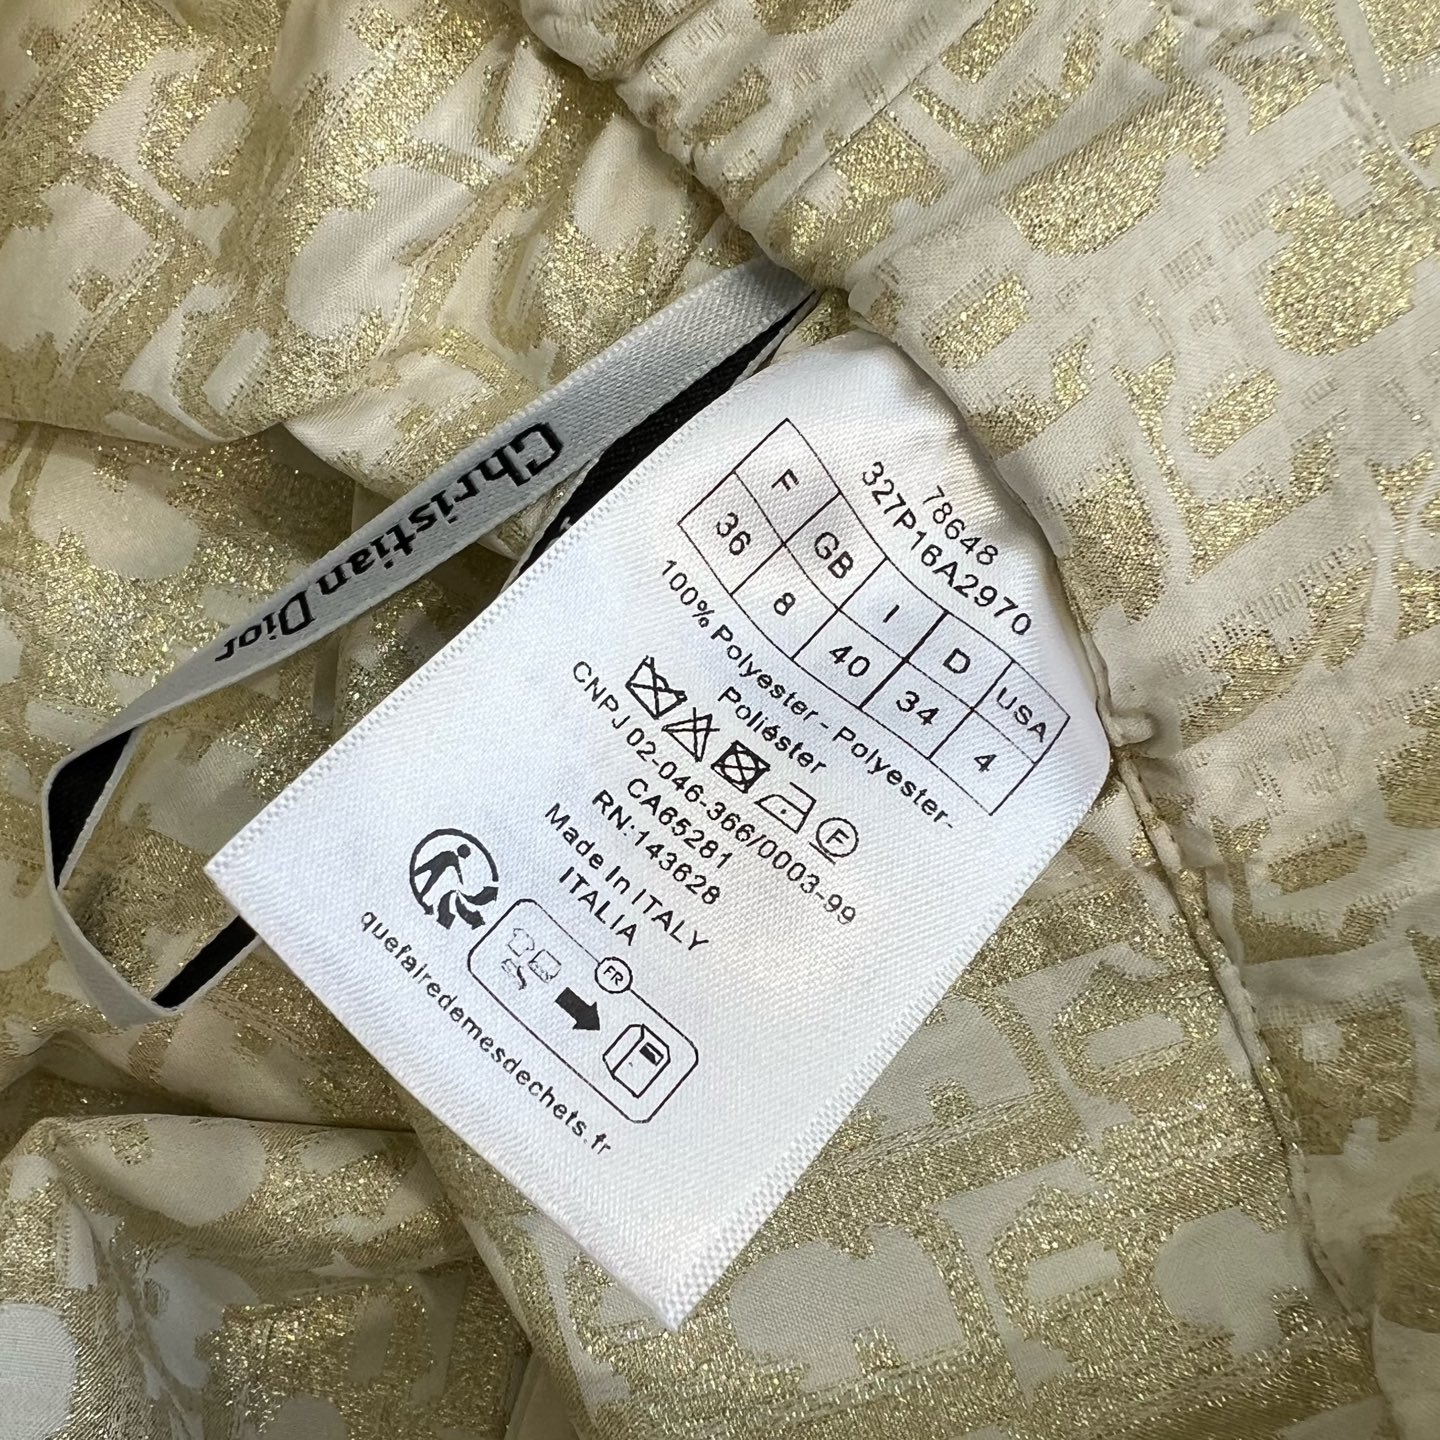 Christian Dior
78648
327P16A2970
F GB I D USA
36 8 40 34 4
100% Polyester - Polyester-
Poliéster
F
CNPJ 02-046-366/0003-99
CA65281
RN:143628
Made In ITALY
ITALIA
FR
quefairedemesdechets.fr